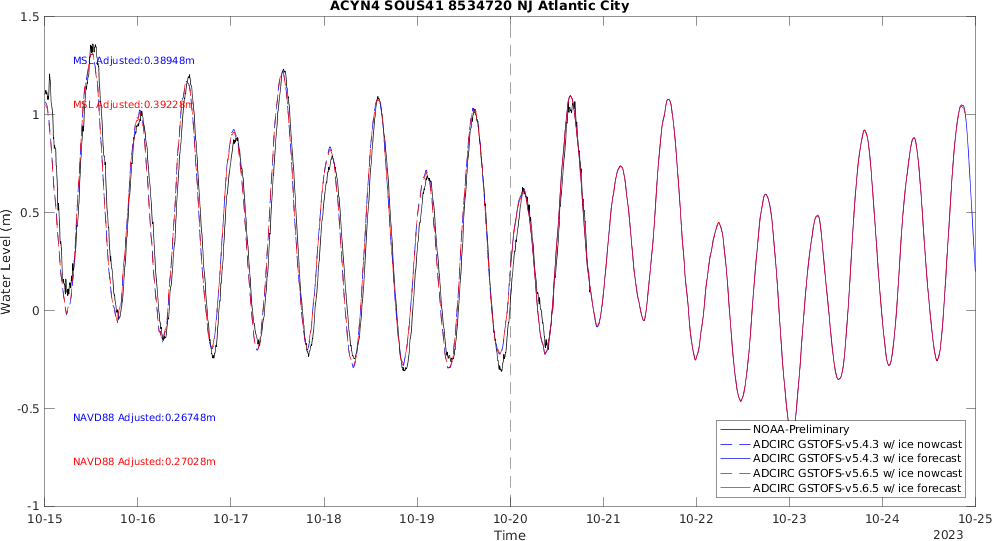 ACYN4 SOUS41 8534720 NJ Atlantic City
1.5
1
0.5
0
-0.5
-1
Water Level (m)
MSL Adjusted:0.38948m
MSL Adjusted:0.39228m
NAVD88 Adjusted:0.26748m
NAVD88 Adjusted:0.27028m
NOAA-Preliminary
ADCIRC GSTOFS-v5.4.3 w/ ice nowcast
ADCIRC GSTOFS-v5.4.3 w/ ice forecast
ADCIRC GSTOFS-v5.6.5 w/ ice nowcast
ADCIRC GSTOFS-v5.6.5 w/ ice forecast
10-15 10-16 10-17 10-18 10-19 10-20 10-21 10-22 10-23 10-24 10-25
Time
2023